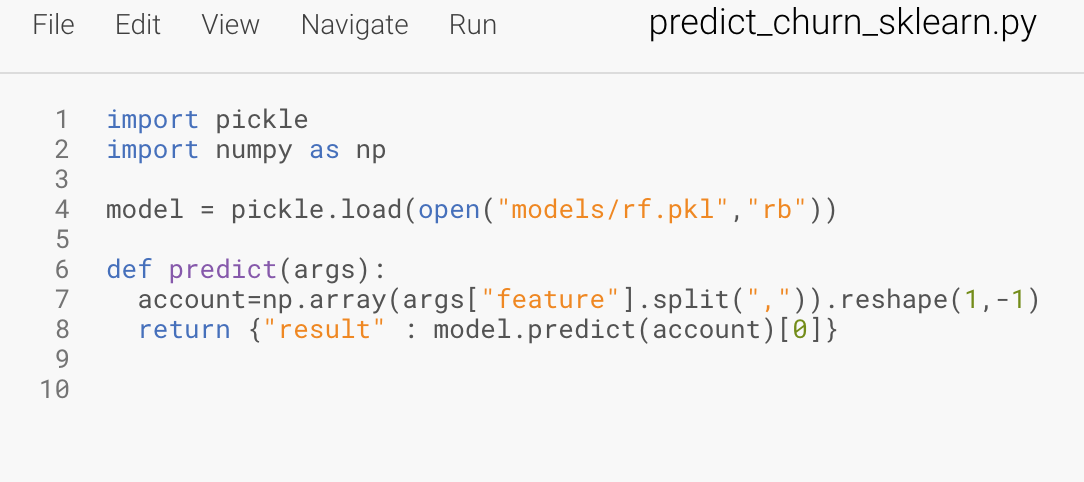 File Edit View Navigate Run predict_churn_sklearn.py
1 import pickle
2 import numpy as np
3
4 model = pickle.load(open("models/rf.pkl","rb"))
5
6 def predict(args):
7   account=np.array(args["feature"].split(",")).reshape(1,-1)
8   return {"result" : model.predict(account)[0]}
9
10